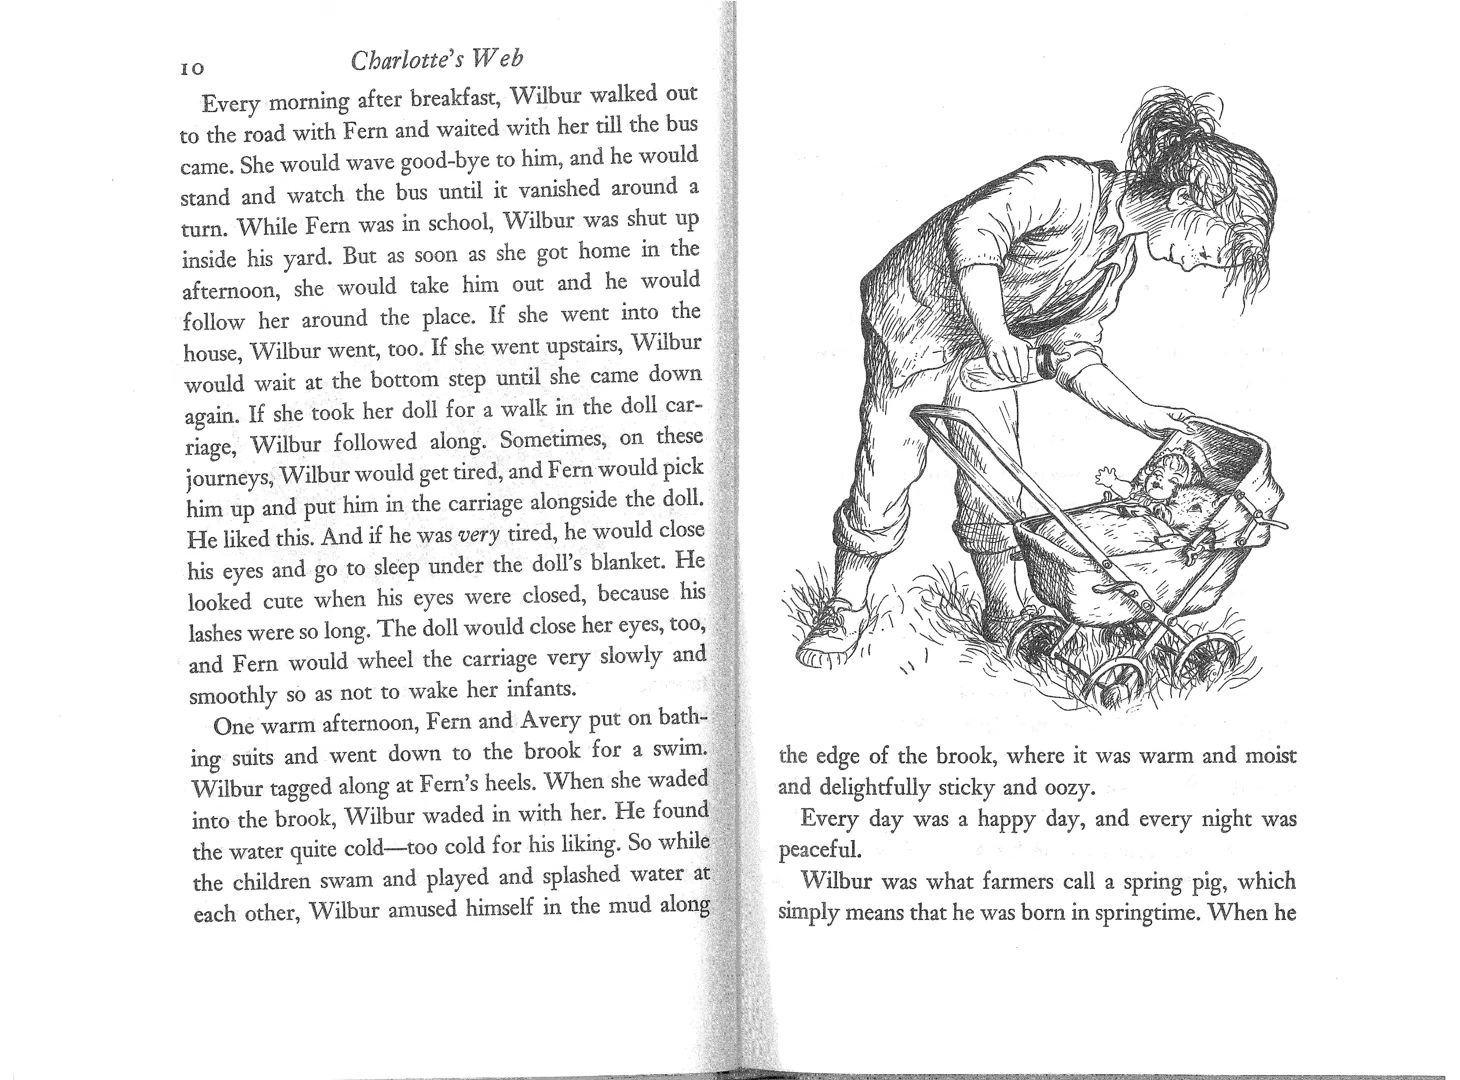 10 Charlotte's Web
Every morning after breakfast, Wilbur walked out
to the road with Fern and waited with her till the bus
came. She would wave good-bye to him, and he would
stand and watch the bus until it vanished around a
turn. While Fern was in school, Wilbur was shut up
inside his yard. But as soon as she got home in the
afternoon, she would take him out and he would
follow her around the place. If she went into the
house, Wilbur went, too. If she went upstairs, Wilbur
would wait at the bottom step until she came down
again. If she took her doll for a walk in the doll car-
riage, Wilbur followed along. Sometimes, on these
journeys, Wilbur would get tired, and Fern would pick
him up and put him in the carriage alongside the doll.
He liked this. And if he was very tired, he would close
his eyes and go to sleep under the doll's blanket. He
looked cute when his eyes were closed, because his
lashes were so long. The doll would close her eyes, too,
and Fern would wheel the carriage very slowly and
smoothly so as not to wake her infants.
One warm afternoon, Fern and Avery put on bath-
ing suits and went down to the brook for a swim.
Wilbur tagged along at Fern's heels. When she waded
into the brook, Wilbur waded in with her. He found
the water quite cold—too cold for his liking. So while
the children swam and played and splashed water at
each other, Wilbur amused himself in the mud along
the edge of the brook, where it was warm and moist
and delightfully sticky and oozy.
Every day was a happy day, and every night was
peaceful.
Wilbur was what farmers call a spring pig, which
simply means that he was born in springtime. When he